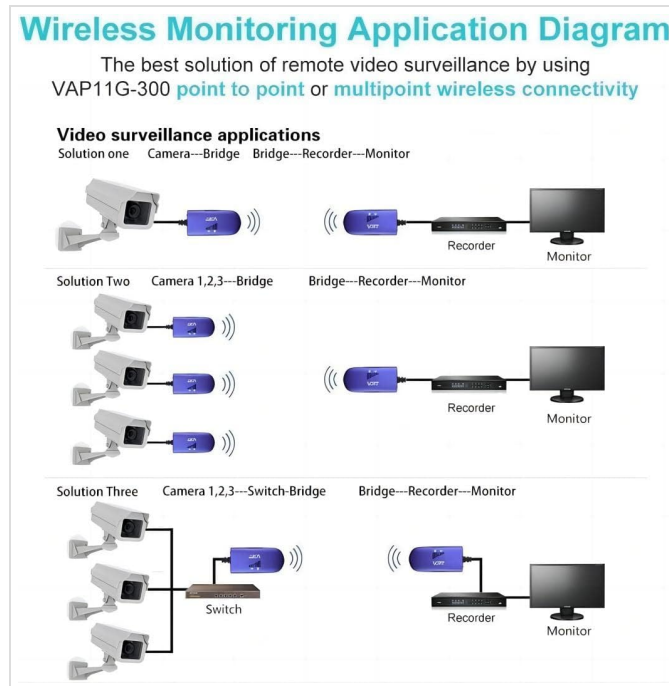 Wireless Monitoring Application Diagram
The best solution of remote video surveillance by using
VAP11G-300 point to point or multipoint wireless connectivity
Video surveillance applications
Solution one Camera---Bridge Bridge---Recorder---Monitor
Recorder
Monitor
Solution Two Camera 1,2,3---Bridge Bridge---Recorder---Monitor
Recorder
Monitor
Solution Three Camera 1,2,3---Switch-Bridge Bridge---Recorder---Monitor
Switch
Recorder
Monitor